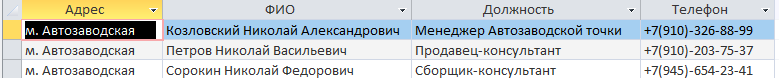 Адрес ФИО Должность Телефон
м. Автозаводская Козловский Николай Александрович Менеджер Автозаводской точки +7(910)-326-88-99
м. Автозаводская Петров Николай Васильевич Продавец-консультант +7(910)-203-75-37
м. Автозаводская Сорокин Николай Федорович Сборщик-консультант +7(945)-654-23-41